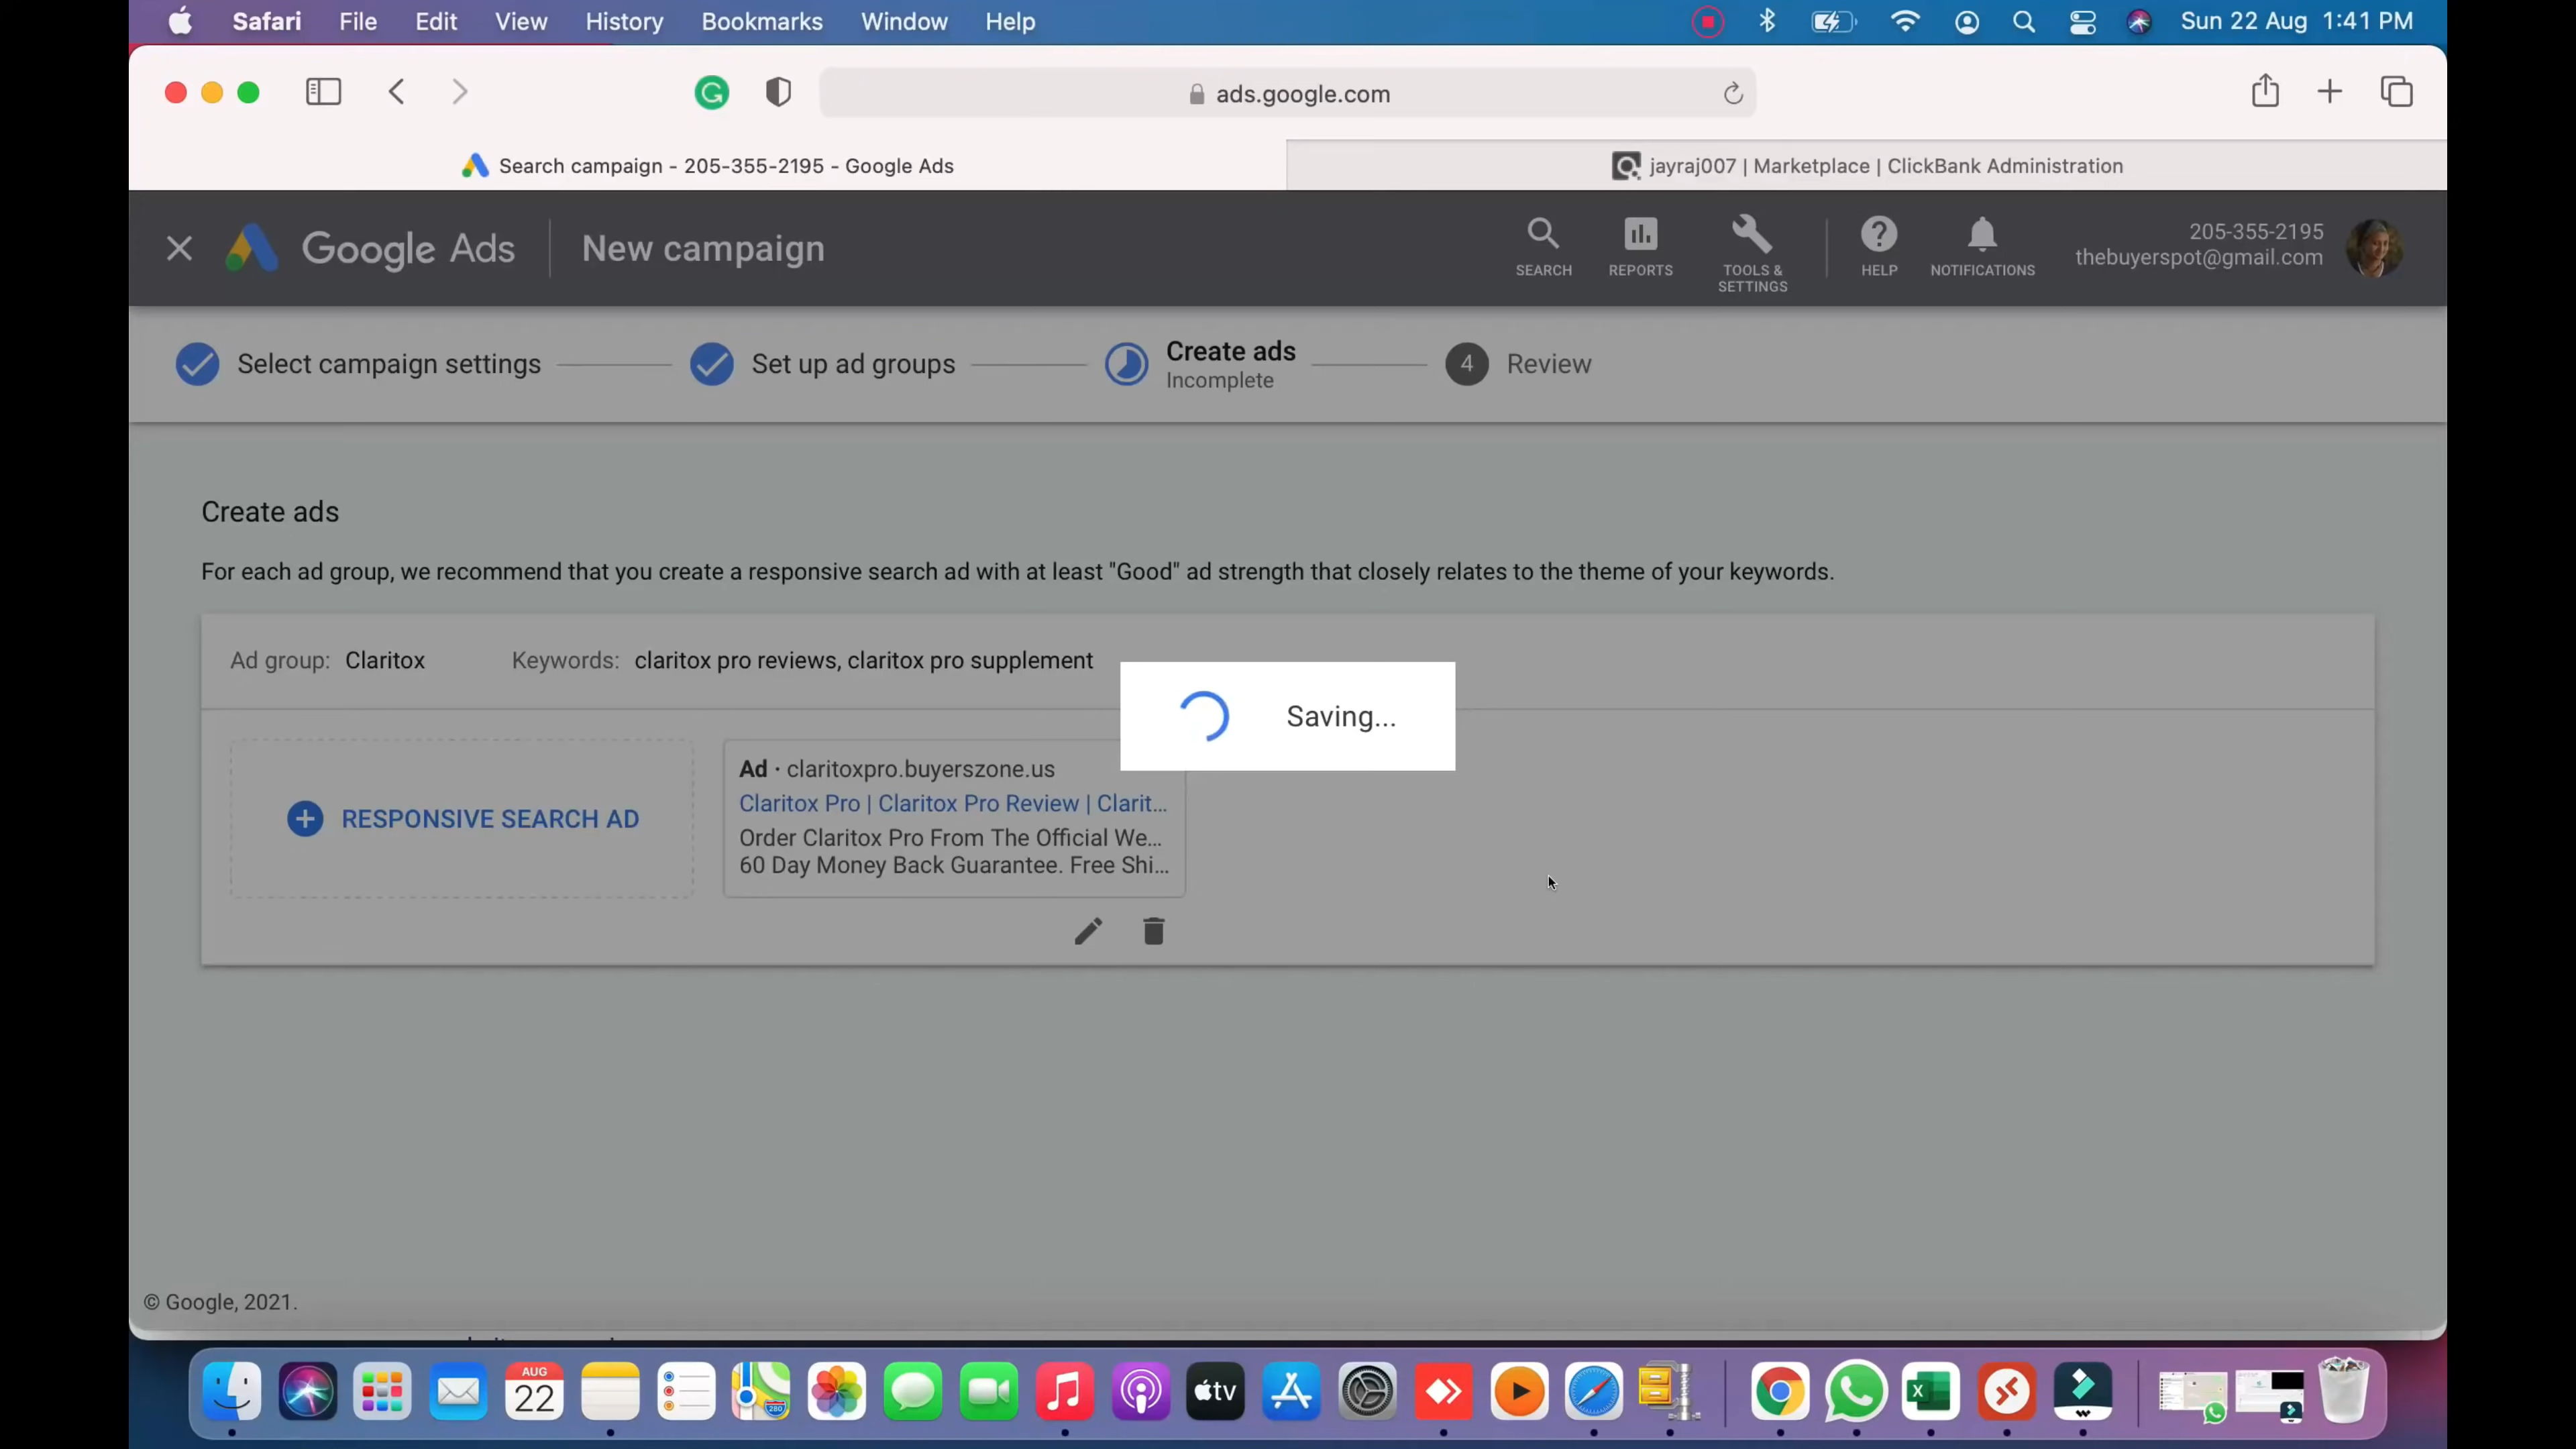 Safari File Edit View History Bookmarks Window Help Sun 22 Aug 1:41 PM
ads.google.com
Search campaign - 205-355-2195 - Google Ads
jayraj007 | Marketplace | ClickBank Administration
Google Ads New campaign
SEARCH
REPORTS
TOOLS &
SETTINGS
HELP
NOTIFICATIONS
205-355-2195
thebuyerspot@gmail.com
Select campaign settings
Set up ad groups
Create ads
Incomplete
4 Review
Create ads
For each ad group, we recommend that you create a responsive search ad with at least "Good" ad strength that closely relates to the theme of your keywords.
Ad group: Claritox Keywords: claritox pro reviews, claritox pro supplement
Saving...
RESPONSIVE SEARCH AD
Ad · claritoxpro.buyerszone.us
Claritox Pro | Claritox Pro Review | Clarit...
Order Claritox Pro From The Official We...
60 Day Money Back Guarantee. Free Shi...
© Google, 2021.
AUG
22
280
tv